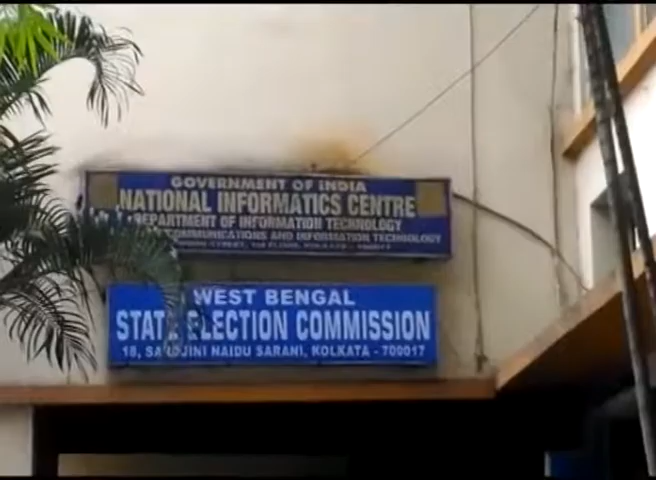 GOVERNMENT OF INDIA
NATIONAL INFORMATICS CENTRE
DEPARTMENT OF INFORMATION TECHNOLOGY
COMMUNICATIONS AND INFORMATION TECHNOLOGY
WEST BENGAL
STATE ELECTION COMMISSION
18, SAROJINI NAIDU SARANI, KOLKATA - 700017